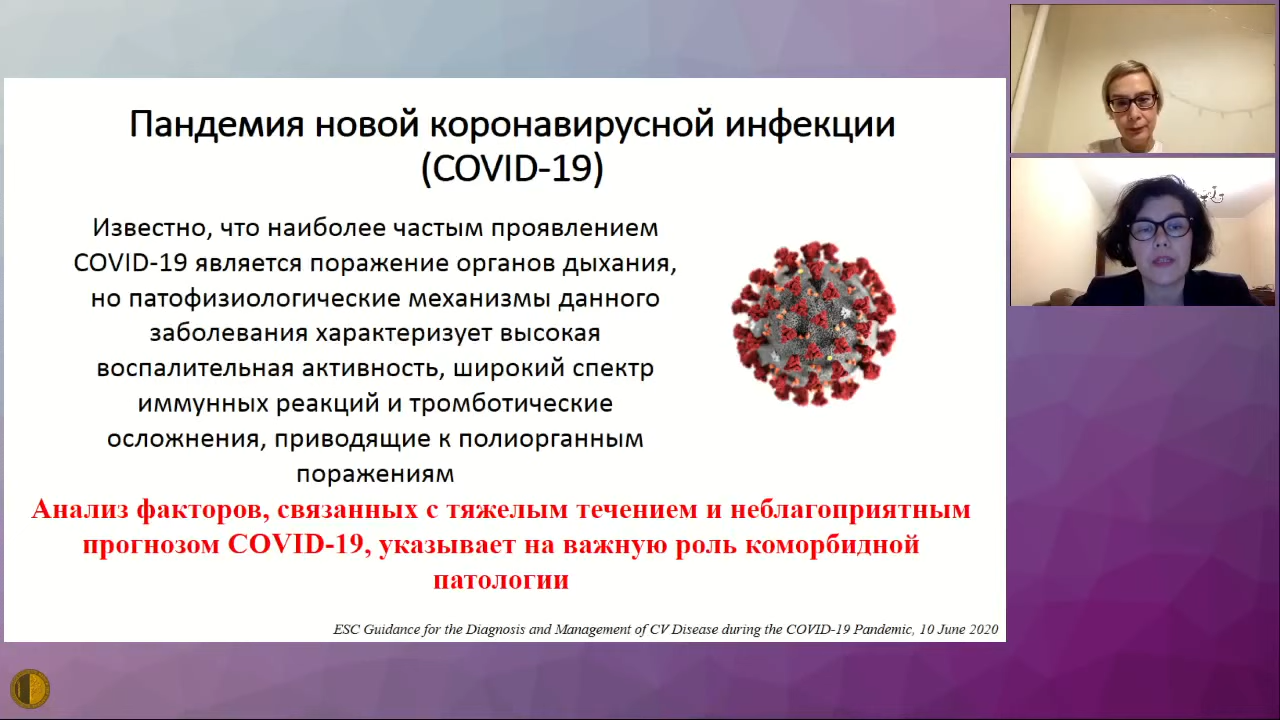 Пандемия новой коронавирусной инфекции
(COVID-19)
Известно, что наиболее частым проявлением
COVID-19 является поражение органов дыхания,
но патофизиологические механизмы данного
заболевания характеризует высокая
воспалительная активность, широкий спектр
иммунных реакций и тромботические
осложнения, приводящие к полиорганным
поражениям
Анализ факторов, связанных с тяжелым течением и неблагоприятным
прогнозом COVID-19, указывает на важную роль коморбидной
патологии
ESC Guidance for the Diagnosis and Management of CV Disease during the COVID-19 Pandemic, 10 June 2020